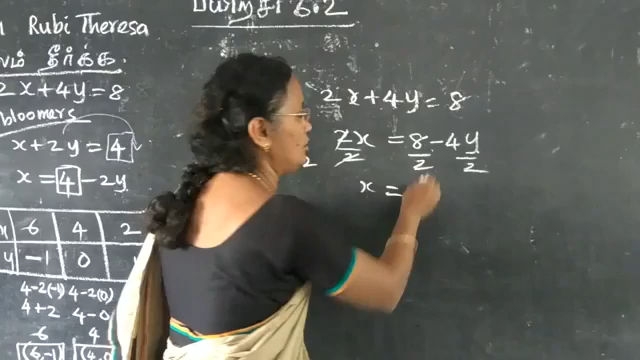 பயிற்சி 6.2
Rubi Theresa
தீர்க்க.
2x+4y=8
bloomers
x+2y=4
x=4-2y
x 6 4 2
y -1 0
4-2(-1) 4-2(0)
4+2 4-0
6 4
(6,-1) (4,0
2x+4y=8
2x/2 = 8/2 - 4y/2
x =